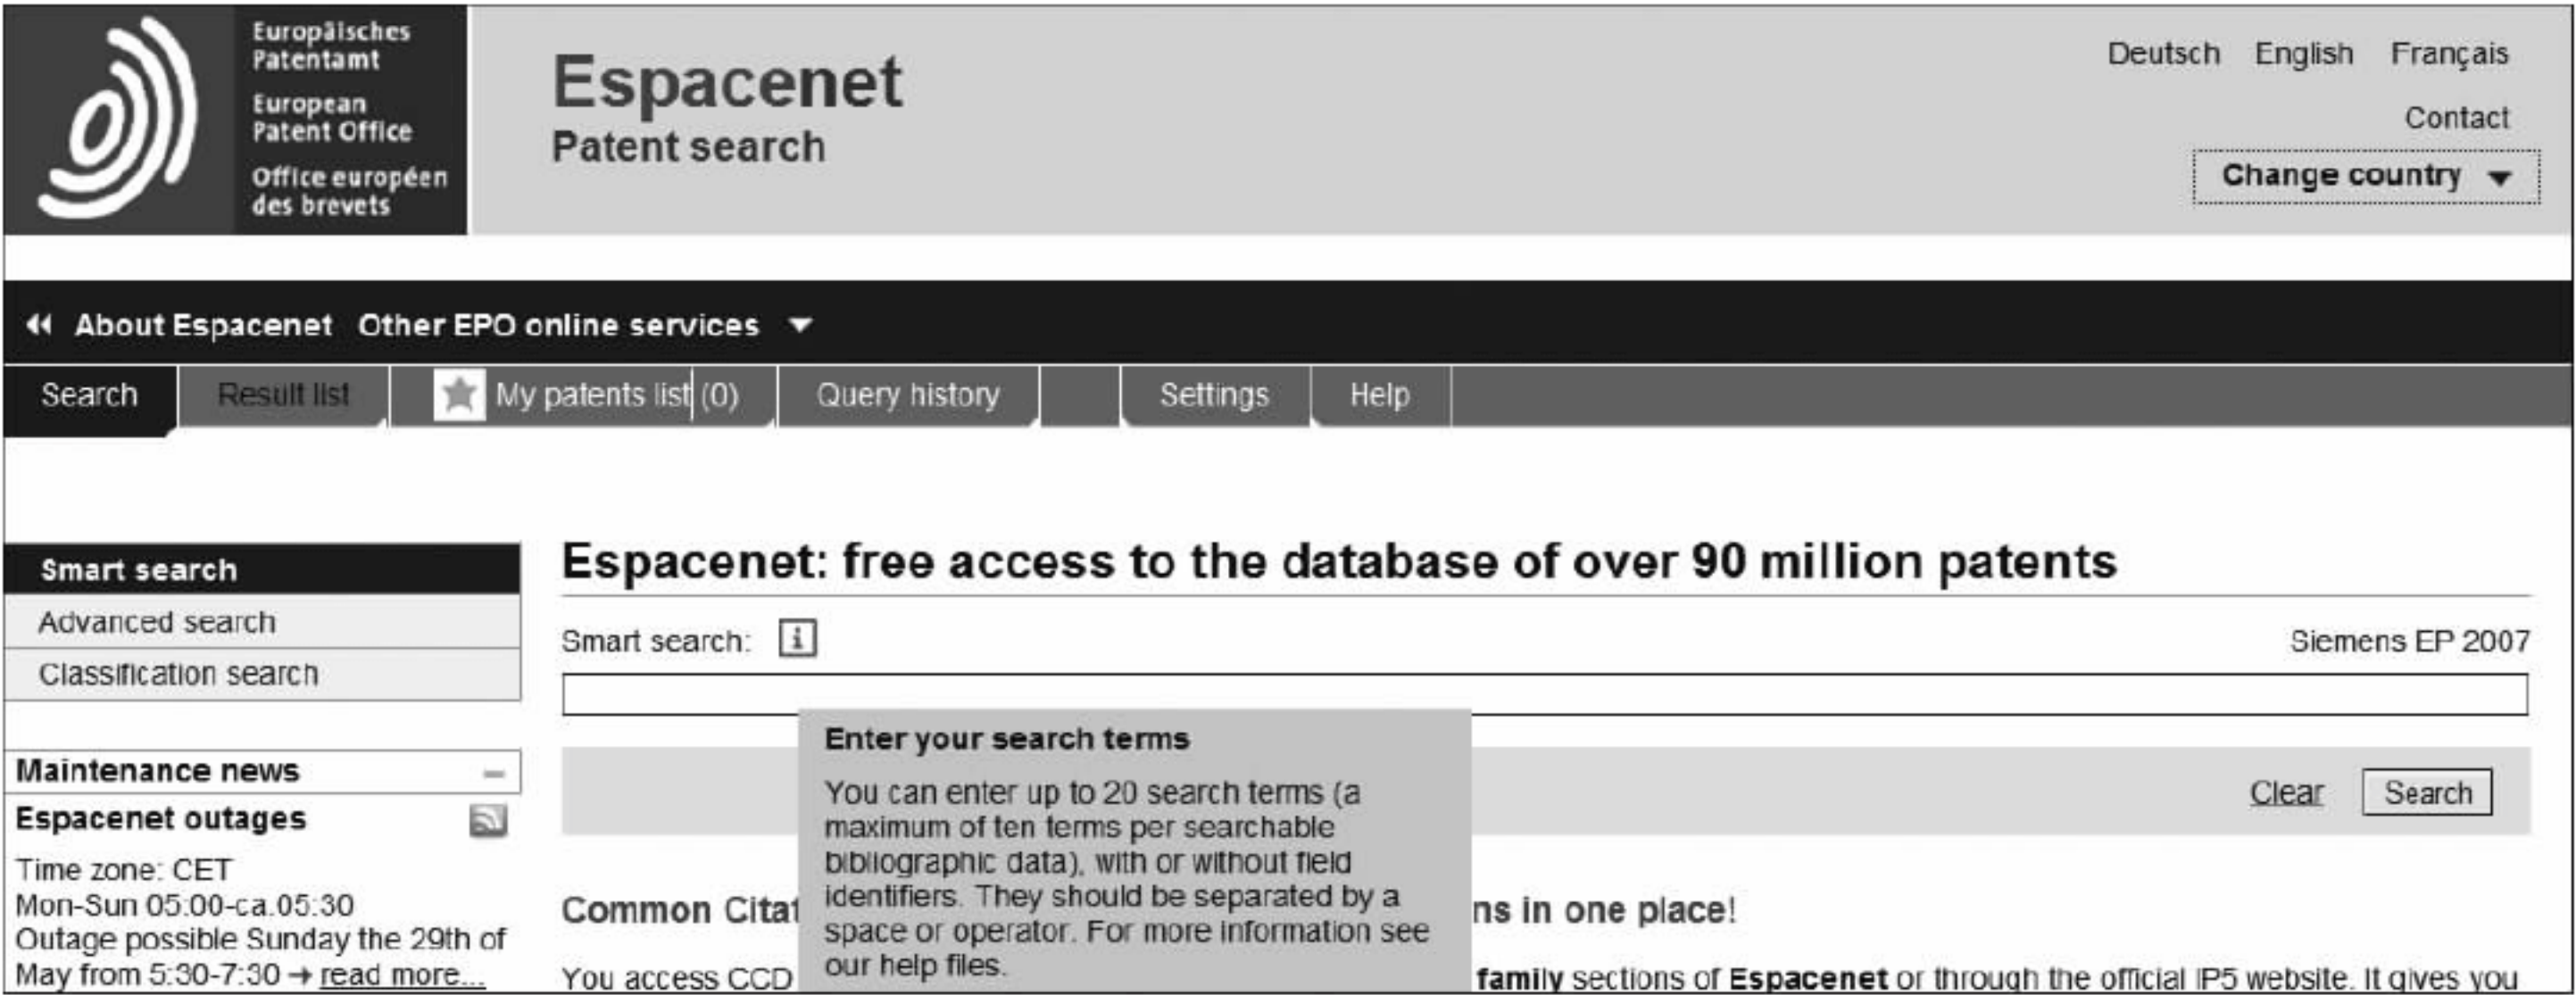 Europäisches
Patentamt
European
Patent Office
Office européen
des brevets
Espacenet
Patent search
Deutsch English Français
Contact
Change country
About Espacenet Other EPO online services
Search Result list My patents list (0) Query history Settings Help
Smart search
Advanced search
Classification search
Maintenance news
Espacenet outages
Time zone: CET
Mon-Sun 05:00-ca.05:30
Outage possible Sunday the 29th of
May from 5:30-7:30 → read more...
Espacenet: free access to the database of over 90 million patents
Smart search: i Siemens EP 2007
Enter your search terms
You can enter up to 20 search terms (a
maximum of ten terms per searchable
bibliographic data), with or without field
identifiers. They should be separated by a
space or operator. For more information see
our help files.
Clear Search
Common Citat ns in one place!
You access CCD family sections of Espacenet or through the official IP5 website. It gives you